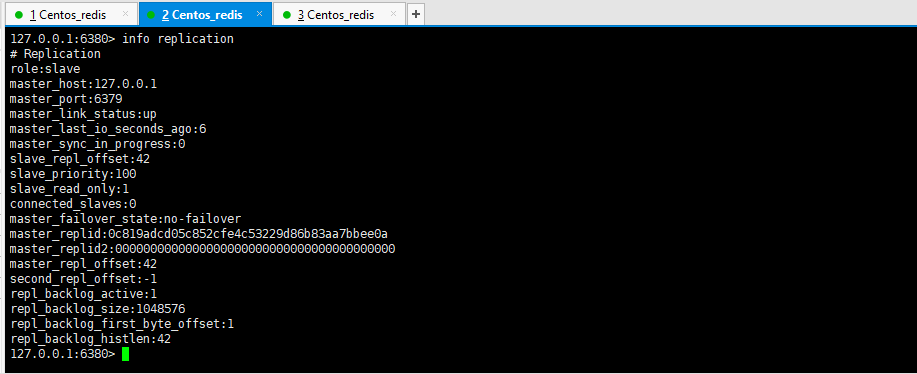 1 Centos_redis × 2 Centos_redis × 3 Centos_redis × +
127.0.0.1:6380> info replication
# Replication
role:slave
master_host:127.0.0.1
master_port:6379
master_link_status:up
master_last_io_seconds_ago:6
master_sync_in_progress:0
slave_repl_offset:42
slave_priority:100
slave_read_only:1
connected_slaves:0
master_failover_state:no-failover
master_replid:0c819adcd05c852cfe4c53229d86b83aa7bbee0a
master_replid2:0000000000000000000000000000000000000000
master_repl_offset:42
second_repl_offset:-1
repl_backlog_active:1
repl_backlog_size:1048576
repl_backlog_first_byte_offset:1
repl_backlog_histlen:42
127.0.0.1:6380>